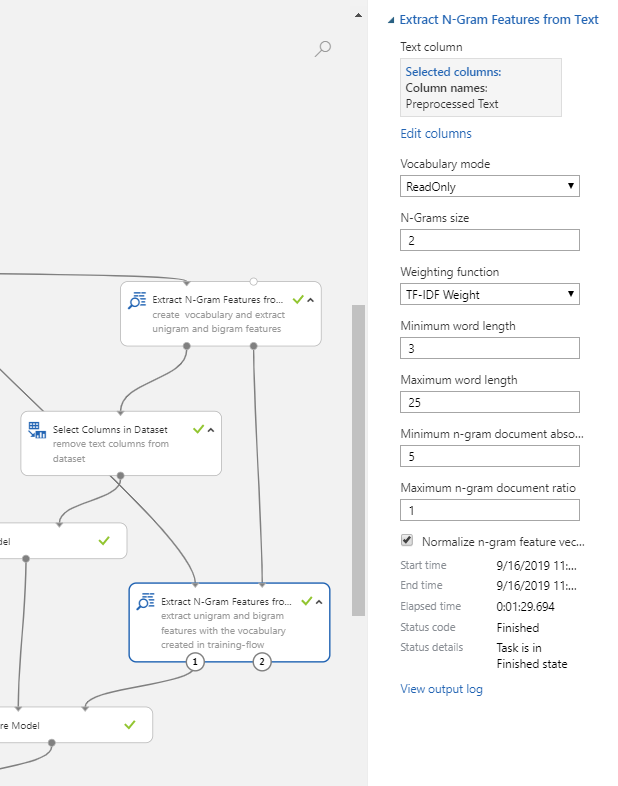 Extract N-Gram Features fro...
create vocabulary and extract
unigram and bigram features
Select Columns in Dataset
remove text columns from
dataset
del
Extract N-Gram Features fro...
extract unigram and bigram
features with the vocabulary
created in training-flow
1
2
re Model
Extract N-Gram Features from Text
Text column
Selected columns:
Column names:
Preprocessed Text
Edit columns
Vocabulary mode
ReadOnly
N-Grams size
2
Weighting function
TF-IDF Weight
Minimum word length
3
Maximum word length
25
Minimum n-gram document abso...
5
Maximum n-gram document ratio
1
Normalize n-gram feature vec...
Start time 9/16/2019 11:...
End time 9/16/2019 11:...
Elapsed time 0:01:29.694
Status code Finished
Status details Task is in
Finished state
View output log